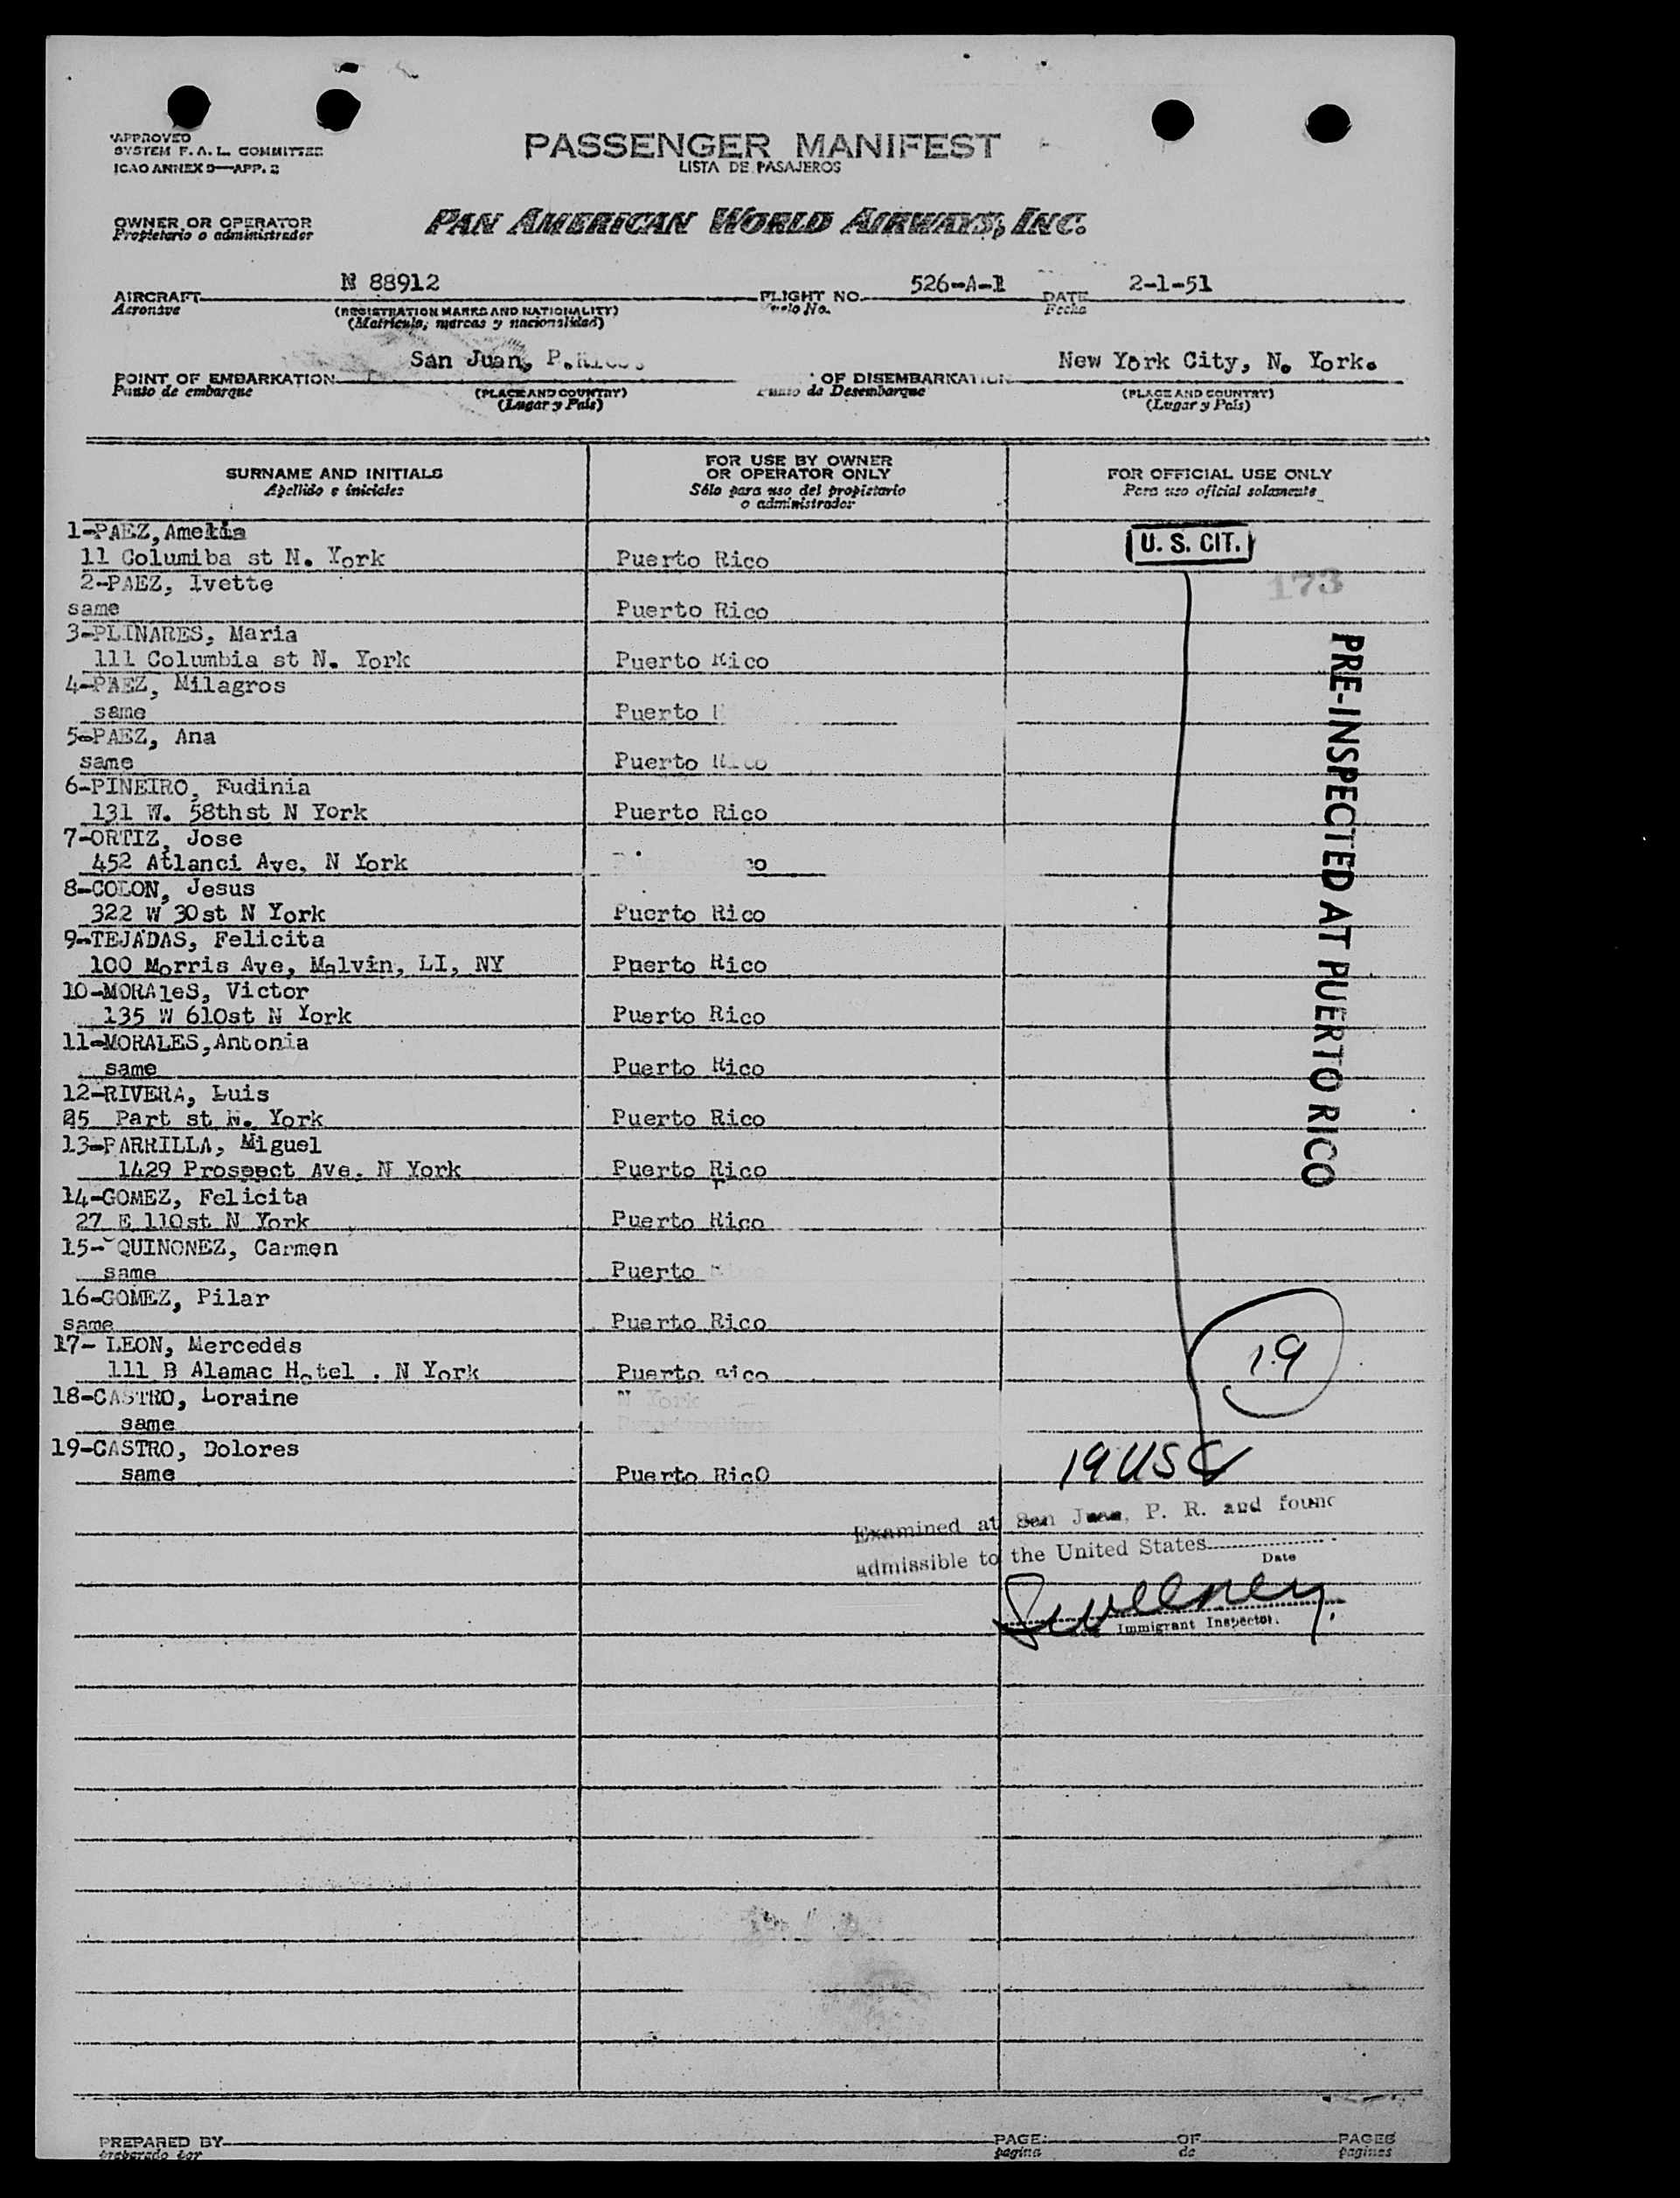 APPROVED
SYSTEM F.A.L. COMMITTEE
ICAO ANNEX 9—APP. 2
PASSENGER MANIFEST
LISTA DE PASAJEROS
OWNER OR OPERATOR
Propietario o administrador
PAN AMERICAN WORLD AIRWAYS, INC.
AIRCRAFT N 88912 FLIGHT NO. 526-A-1 DATE 2-1-51
Aeronave (REGISTRATION MARKS AND NATIONALITY) Vuelo No. Fecha
(Matricula, marcas y nacionalidad)
POINT OF EMBARKATION San Juan, P.Rico. OF DISEMBARKATION New York City, N. York.
Punto de embarque (PLACE AND COUNTRY) Punto de Desembarque (PLACE AND COUNTRY)
(Lugar y País) (Lugar y País)
SURNAME AND INITIALS
Apellido e iniciales
FOR USE BY OWNER
OR OPERATOR ONLY
Sólo para uso del propietario
o administrador
FOR OFFICIAL USE ONLY
Para uso oficial solamente
1-PAEZ, Amelia
11 Columiba st N. York Puerto Rico
U. S. CIT.
173
2-PAEZ, Ivette
same Puerto Rico
3-PLINARES, Maria
111 Columbia st N. York Puerto Rico
4-PAEZ, Milagros
same Puerto
5-PAEZ, Ana
same Puerto Rico
6-PINEIRO, Fudinia
131 W. 58thst N York Puerto Rico
7-ORTIZ, Jose
452 Atlanci Ave, N York
8-COLON, Jesus
322 W 30st N York Puerto Rico
9-TEJADAS, Felicita
100 Morris Ave, Malvin, LI, NY Puerto Rico
10-MORAleS, Victor
135 W 610st N York Puerto Rico
11-MORALES, Antonia
same Puerto Rico
12-RIVERA, Luis
25 Part st N. York Puerto Rico
13-PARRILLA, Miguel
1429 Prospect Ave, N York Puerto Rico
14-GOMEZ, Felicita
27 E 110st N York Puerto Rico
15- QUINONEZ, Carmen
same Puerto
16-GOMEZ, Pilar
same Puerto Rico
17- LEON, Mercedes
111 B Alamac Hotel . N York Puerto Rico
18-CASTRO, Loraine N York
same
19-CASTRO, Dolores
same Puerto RicO
PRE-INSPECTED AT PUERTO RICO
19
19 USC
Examined at San Juan, P. R. and found
admissible to the United States
Date
Sweeney
Immigrant Inspector.
PREPARED BY PAGE OF PAGES
preparado por pagina de paginas